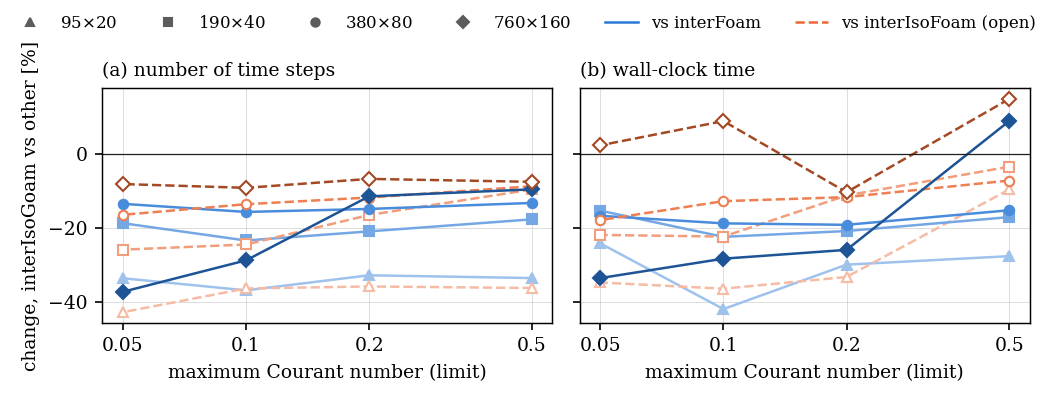 95×20 190×40 380×80 760×160 vs interFoam vs interIsoFoam (open)
(a) number of time steps (b) wall-clock time
change, interIsoGoam vs other [%]
0
−20
−40
0.05 0.1 0.2 0.5 0.05 0.1 0.2 0.5
maximum Courant number (limit) maximum Courant number (limit)